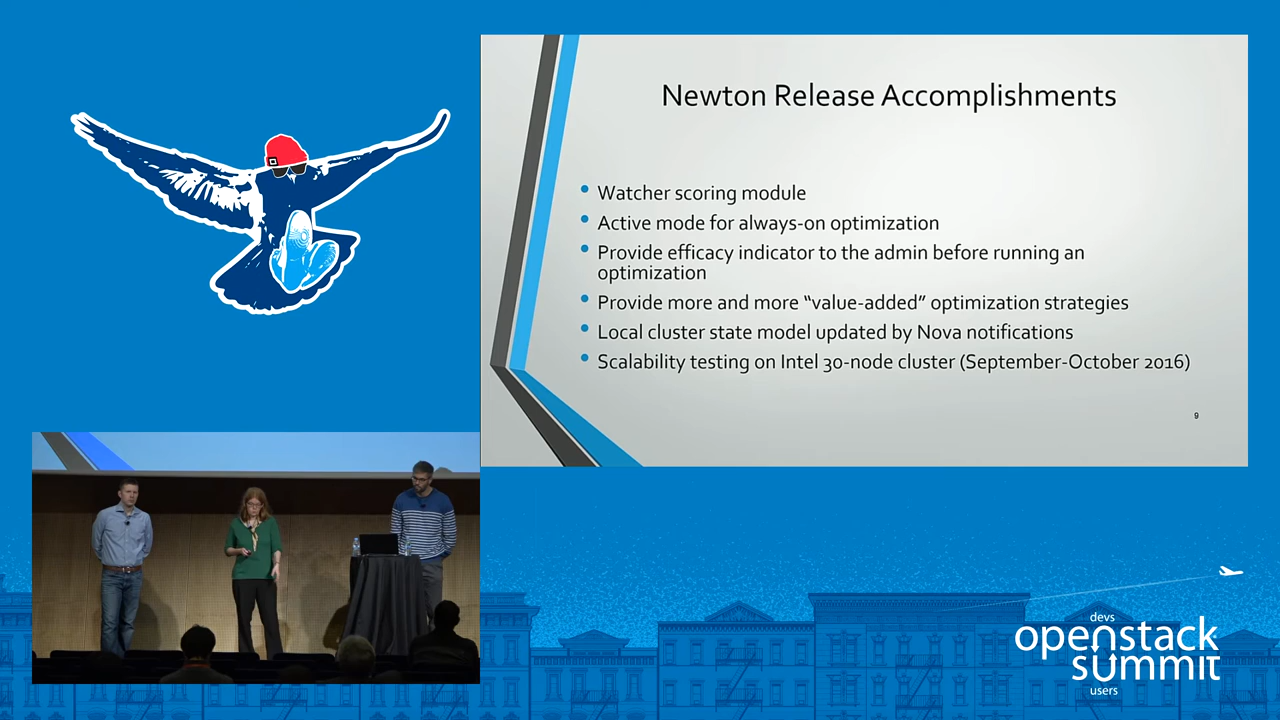 Newton Release Accomplishments
Watcher scoring module
Active mode for always-on optimization
Provide efficacy indicator to the admin before running an
optimization
Provide more and more “value-added” optimization strategies
Local cluster state model updated by Nova notifications
Scalability testing on Intel 30-node cluster (September-October 2016)
9
devs
openstack
summit
users